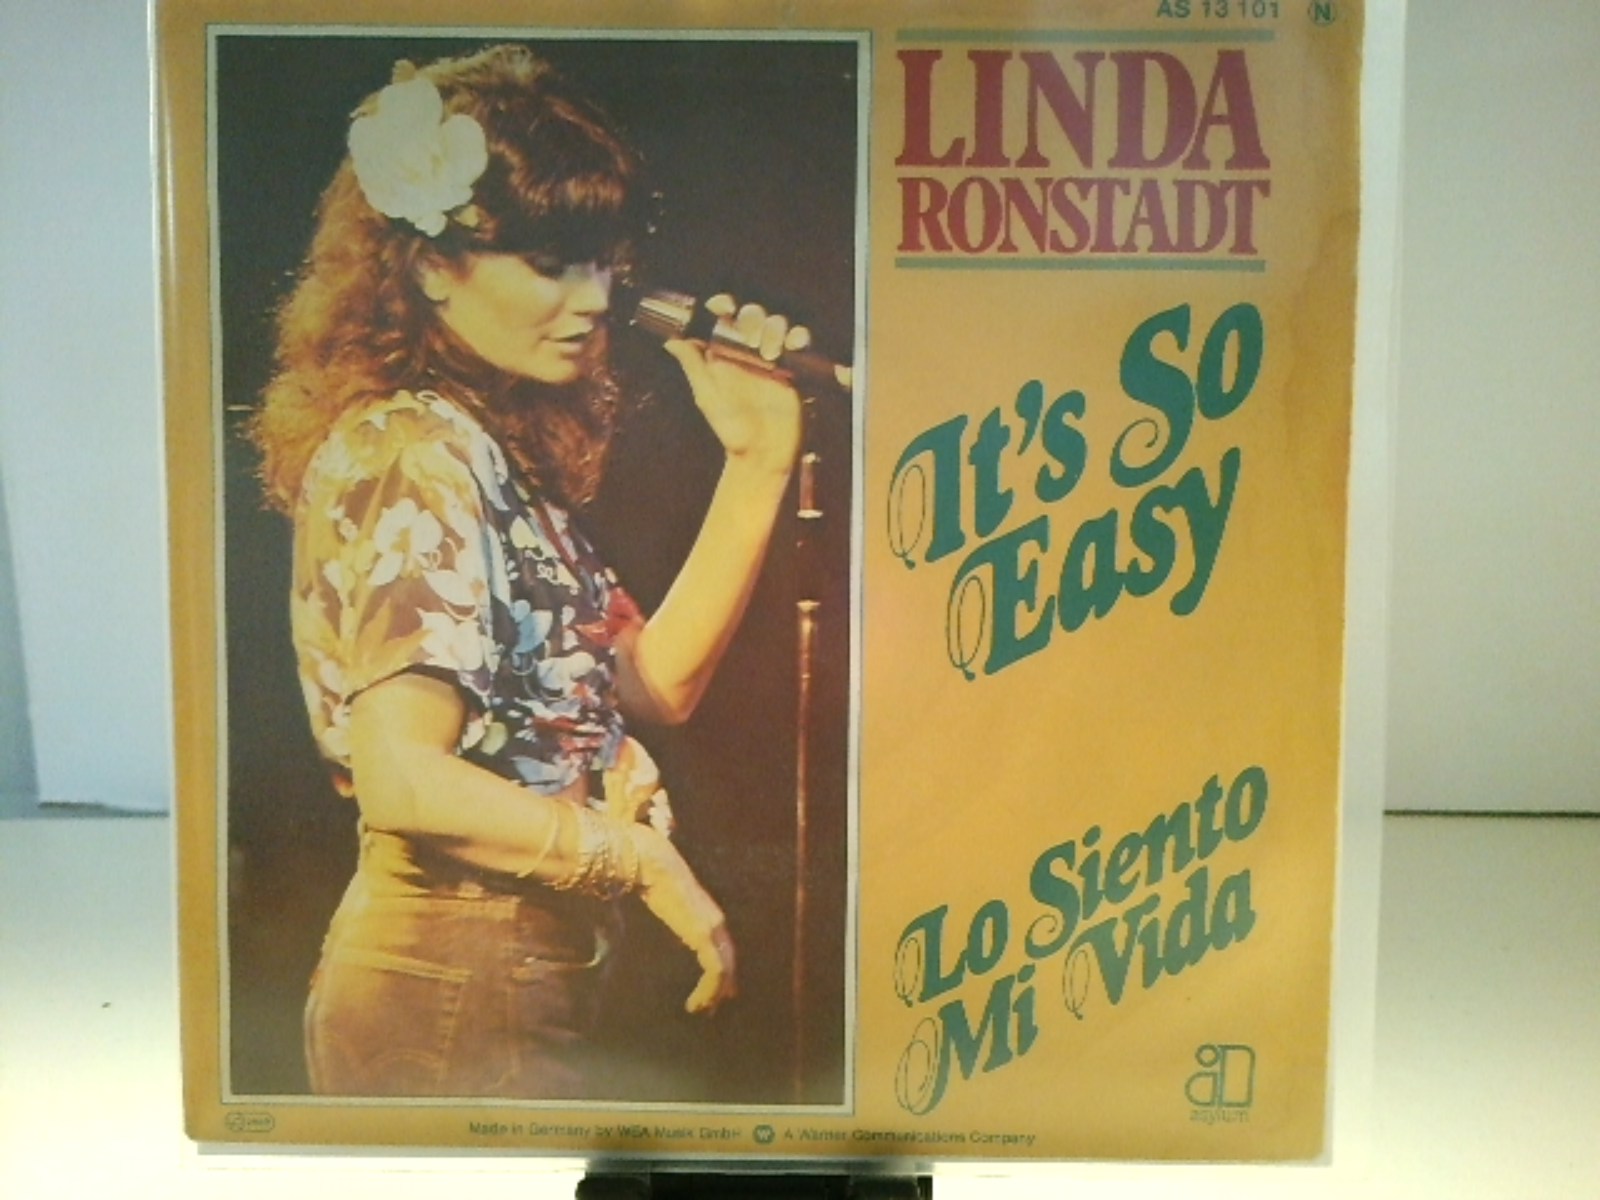 AS 13 101 N
LINDA
RONSTADT
It's So
Easy
Lo Siento
Mi Vida
asylum
Made in Germany by WEA Musik GmbH W A Warner Communications Company